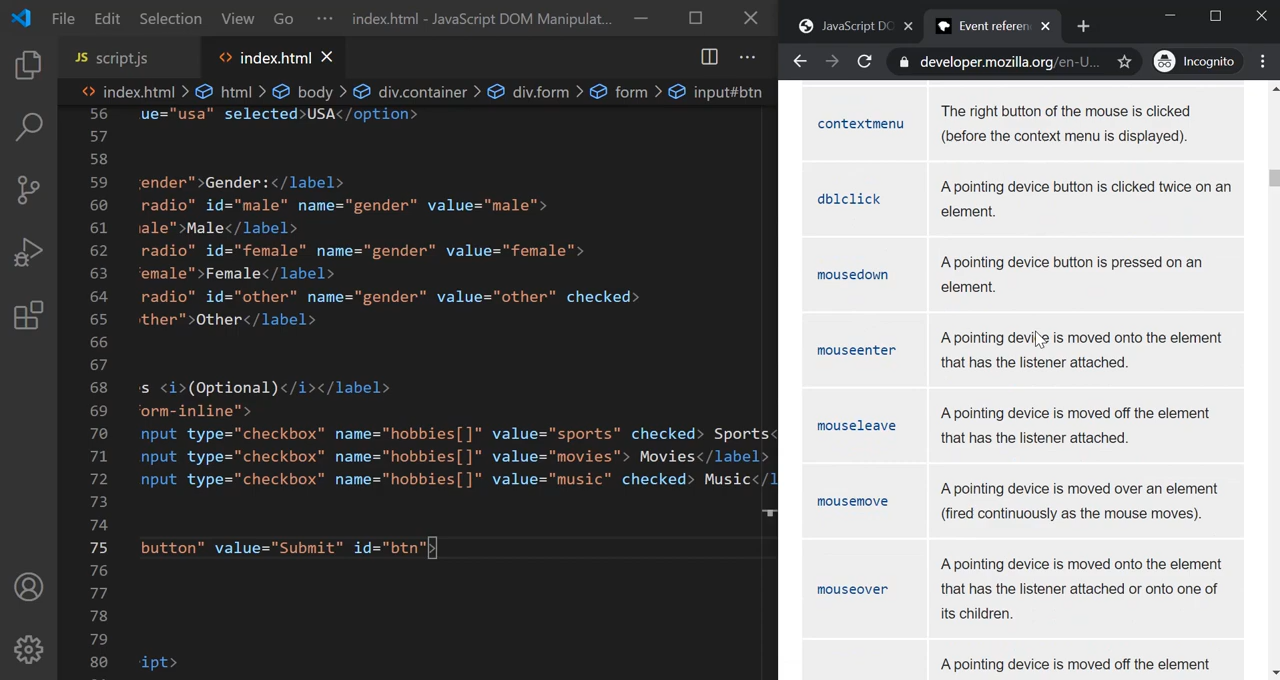 File Edit Selection View Go ··· index.html - JavaScript DOM Manipulat...
JS script.js
<> index.html
<> index.html > html > body > div.container > div.form > form > input#btn
56 ue="usa" selected>USA</option>
57
58
59 gender">Gender:</label>
60 radio" id="male" name="gender" value="male">
61 male">Male</label>
62 radio" id="female" name="gender" value="female">
63 female">Female</label>
64 radio" id="other" name="gender" value="other" checked>
65 other">Other</label>
66
67
68 s <i>(Optional)</i></label>
69 form-inline">
70 nput type="checkbox" name="hobbies[]" value="sports" checked> Sports<
71 nput type="checkbox" name="hobbies[]" value="movies"> Movies</label>
72 nput type="checkbox" name="hobbies[]" value="music" checked> Music</l
73
74
75 button" value="Submit" id="btn">
76
77
78
79
80 ipt>
JavaScript DO
Event referen
developer.mozilla.org/en-U...
Incognito
contextmenu
The right button of the mouse is clicked
(before the context menu is displayed).
dblclick
A pointing device button is clicked twice on an
element.
mousedown
A pointing device button is pressed on an
element.
mouseenter
A pointing device is moved onto the element
that has the listener attached.
mouseleave
A pointing device is moved off the element
that has the listener attached.
mousemove
A pointing device is moved over an element
(fired continuously as the mouse moves).
mouseover
A pointing device is moved onto the element
that has the listener attached or onto one of
its children.
A pointing device is moved off the element